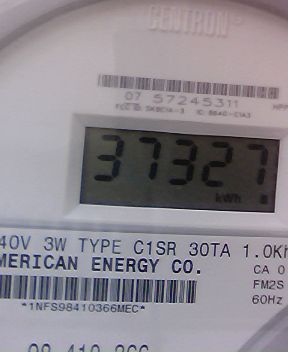 CENTRON®
07 57245311
37327
kWh
40V 3W TYPE C1SR 30TA 1.0Kh
MERICAN ENERGY CO.
CA 0
FM2S
60Hz
*1NFS98410366MEC*